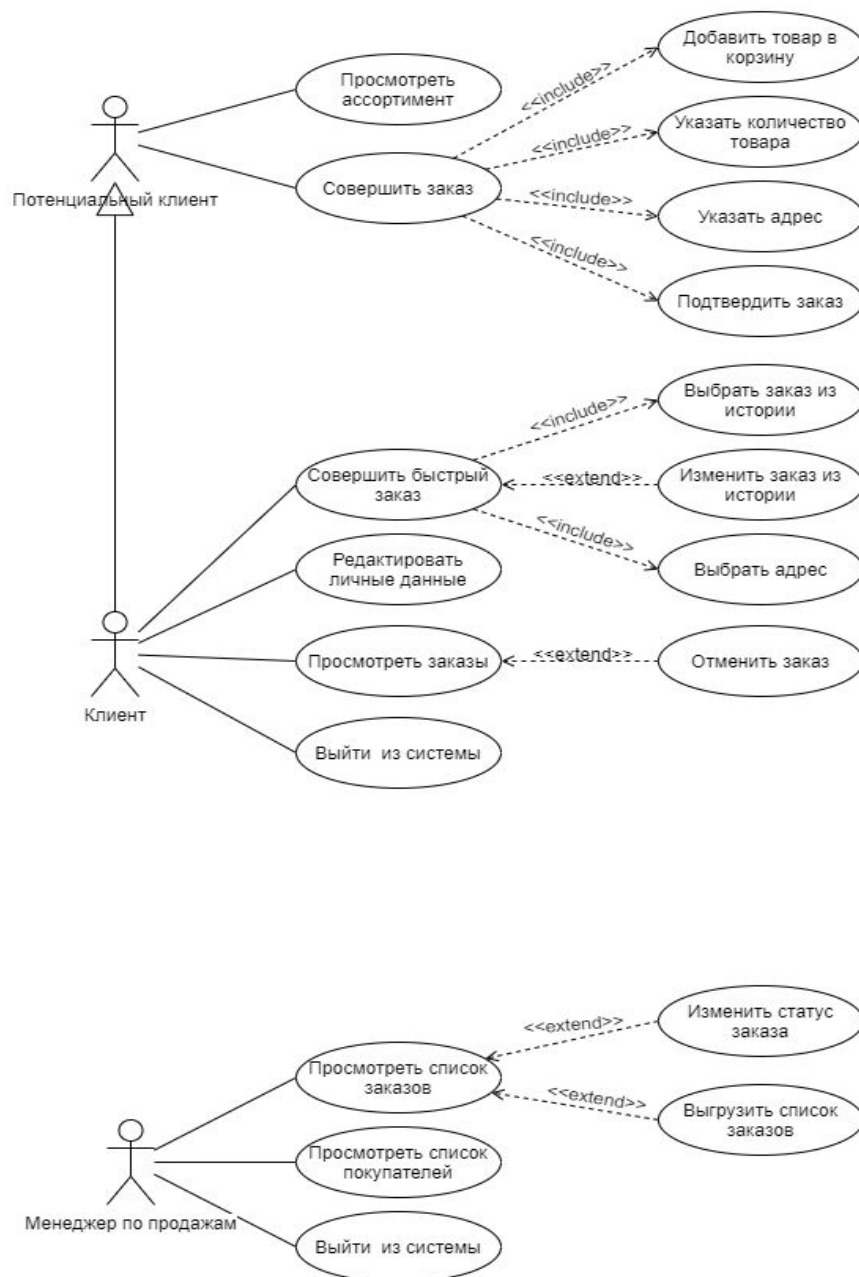 Добавить товар в
корзину
<<include>>
Просмотреть
ассортимент
Указать количество
товара
<<include>>
Потенциальный клиент
Совершить заказ
<<include>>
Указать адрес
<<include>>
Подтвердить заказ
Выбрать заказ из
истории
<<include>>
Совершить быстрый
заказ
<<extend>>
Изменить заказ из
истории
<<include>>
Выбрать адрес
Редактировать
личные данные
Просмотреть заказы
<<extend>>
Отменить заказ
Клиент
Выйти  из системы
Изменить статус
заказа
<<extend>>
Просмотреть список
заказов
<<extend>>
Выгрузить список
заказов
Просмотреть список
покупателей
Менеджер по продажам
Выйти  из системы